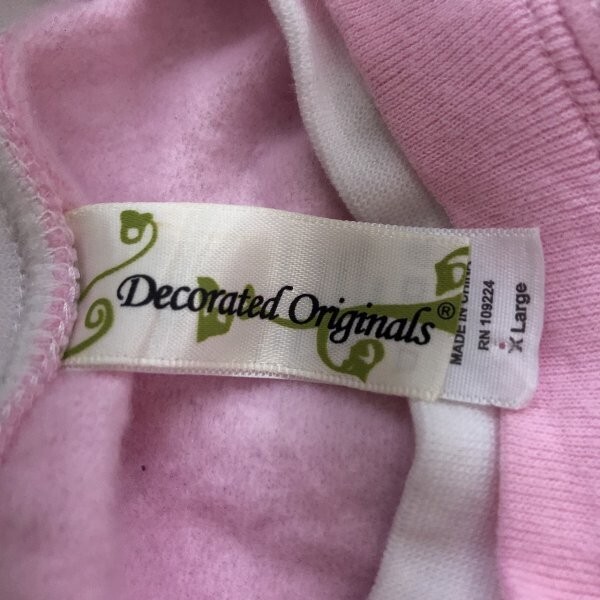 Decorated Originals®
MADE IN CHINA
RN 109224
X Large